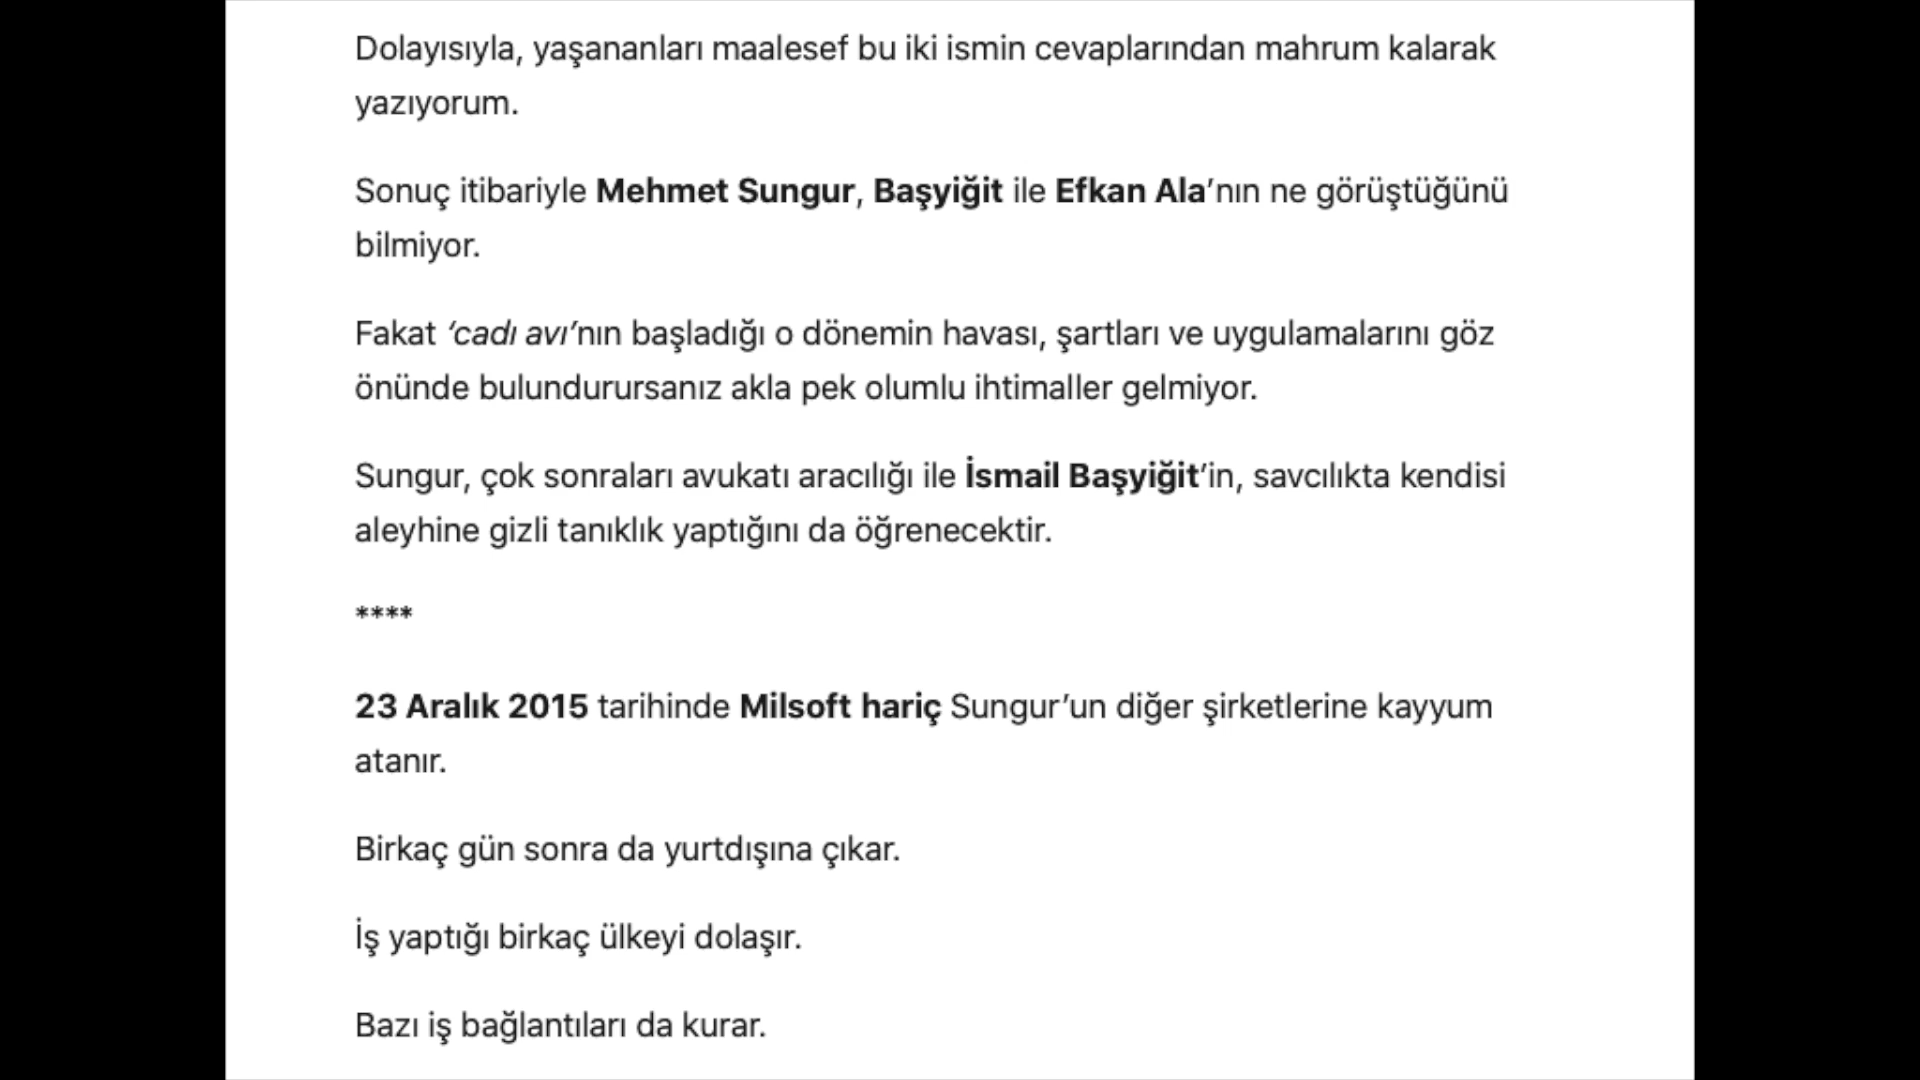 Dolayısıyla, yaşananları maalesef bu iki ismin cevaplarından mahrum kalarak
yazıyorum.
Sonuç itibariyle Mehmet Sungur, Başyiğit ile Efkan Ala’nın ne görüştüğünü
bilmiyor.
Fakat ‘cadı avı’nın başladığı o dönemin havası, şartları ve uygulamalarını göz
önünde bulundurursanız akla pek olumlu ihtimaller gelmiyor.
Sungur, çok sonraları avukatı aracılığı ile İsmail Başyiğit’in, savcılıkta kendisi
aleyhine gizli tanıklık yaptığını da öğrenecektir.
****
23 Aralık 2015 tarihinde Milsoft hariç Sungur’un diğer şirketlerine kayyum
atanır.
Birkaç gün sonra da yurtdışına çıkar.
İş yaptığı birkaç ülkeyi dolaşır.
Bazı iş bağlantıları da kurar.